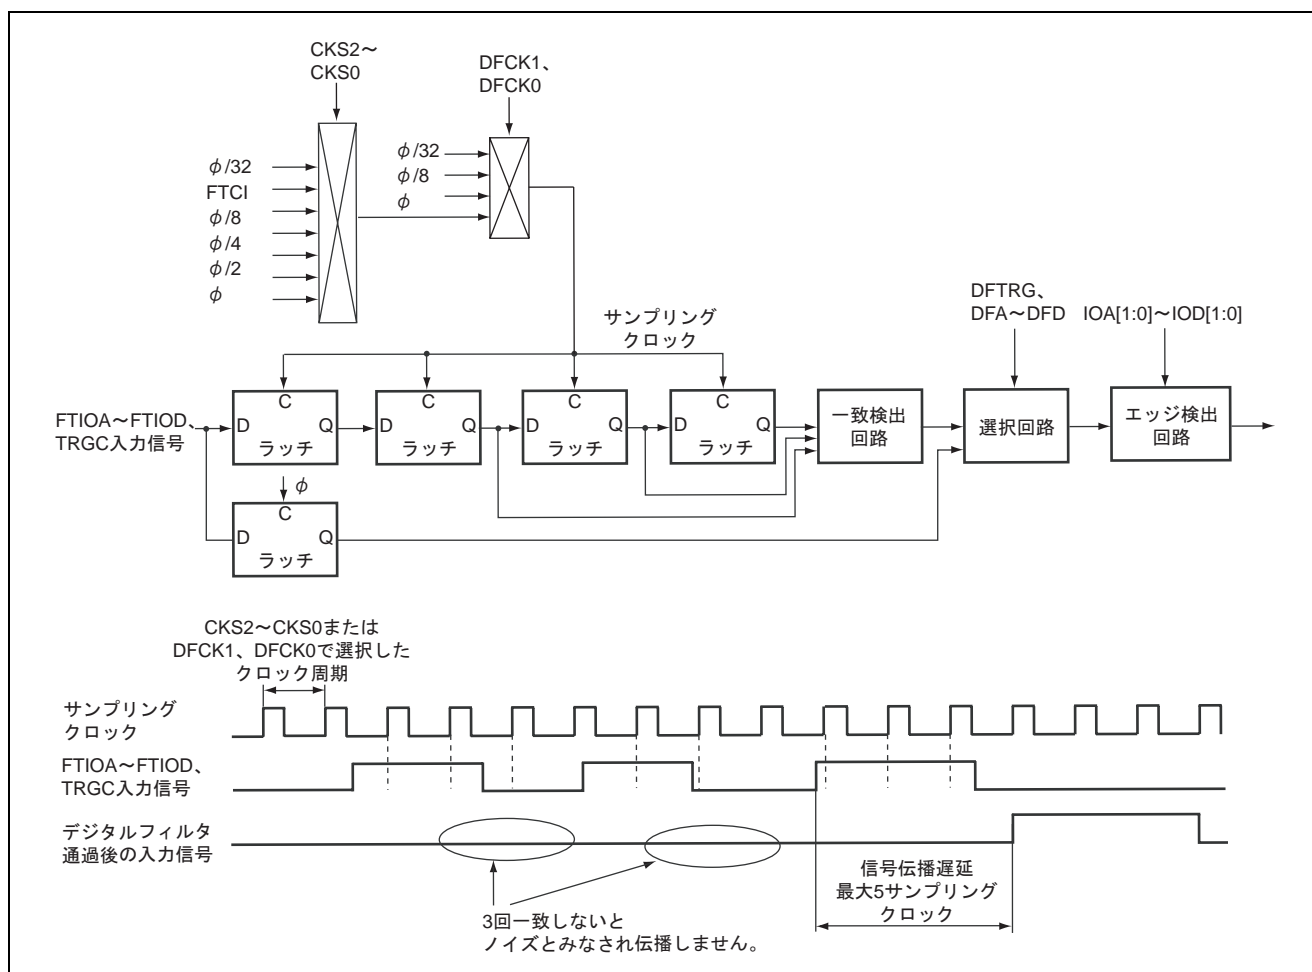 CKS2～
CKS0
DFCK1、
DFCK0
φ/32
FTCI
φ/8
φ/4
φ/2
φ
φ/32
φ/8
φ
サンプリング
クロック
DFTRG、
DFA～DFD
IOA[1:0]～IOD[1:0]
FTIOA～FTIOD、
TRGC入力信号
C
D
Q
ラッチ
C
D
Q
ラッチ
C
D
Q
ラッチ
C
D
Q
ラッチ
一致検出
回路
選択回路
エッジ検出
回路
φ
C
D
Q
ラッチ
CKS2～CKS0または
DFCK1、DFCK0で選択した
クロック周期
サンプリング
クロック
FTIOA～FTIOD、
TRGC入力信号
デジタルフィルタ
通過後の入力信号
3回一致しないと
ノイズとみなされ伝播しません。
信号伝播遅延
最大5サンプリング
クロック